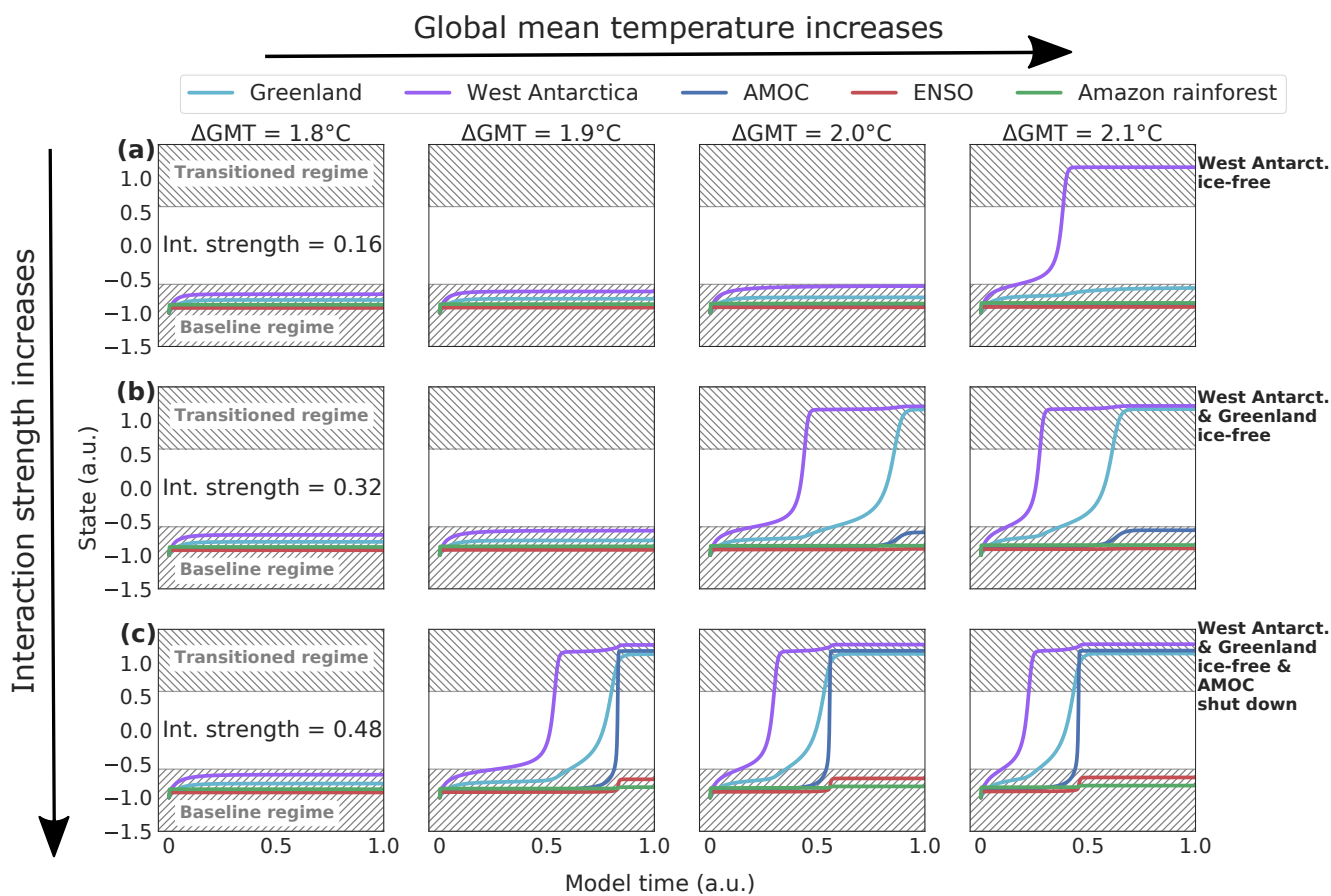 Global mean temperature increases
Greenland West Antarctica AMOC ENSO Amazon rainforest
ΔGMT = 1.8°C ΔGMT = 1.9°C ΔGMT = 2.0°C ΔGMT = 2.1°C
Interaction strength increases
State (a.u.)
(a)
Transitioned regime
Int. strength = 0.16
Baseline regime
1.0
0.5
0.0
−0.5
−1.0
−1.5
West Antarct.
ice-free
(b)
Transitioned regime
Int. strength = 0.32
Baseline regime
1.0
0.5
0.0
−0.5
−1.0
−1.5
West Antarct.
& Greenland
ice-free
(c)
Transitioned regime
Int. strength = 0.48
Baseline regime
1.0
0.5
0.0
−0.5
−1.0
−1.5
West Antarct.
& Greenland
ice-free &
AMOC
shut down
0 0.5 1.0 0 0.5 1.0 0 0.5 1.0 0 0.5 1.0
Model time (a.u.)